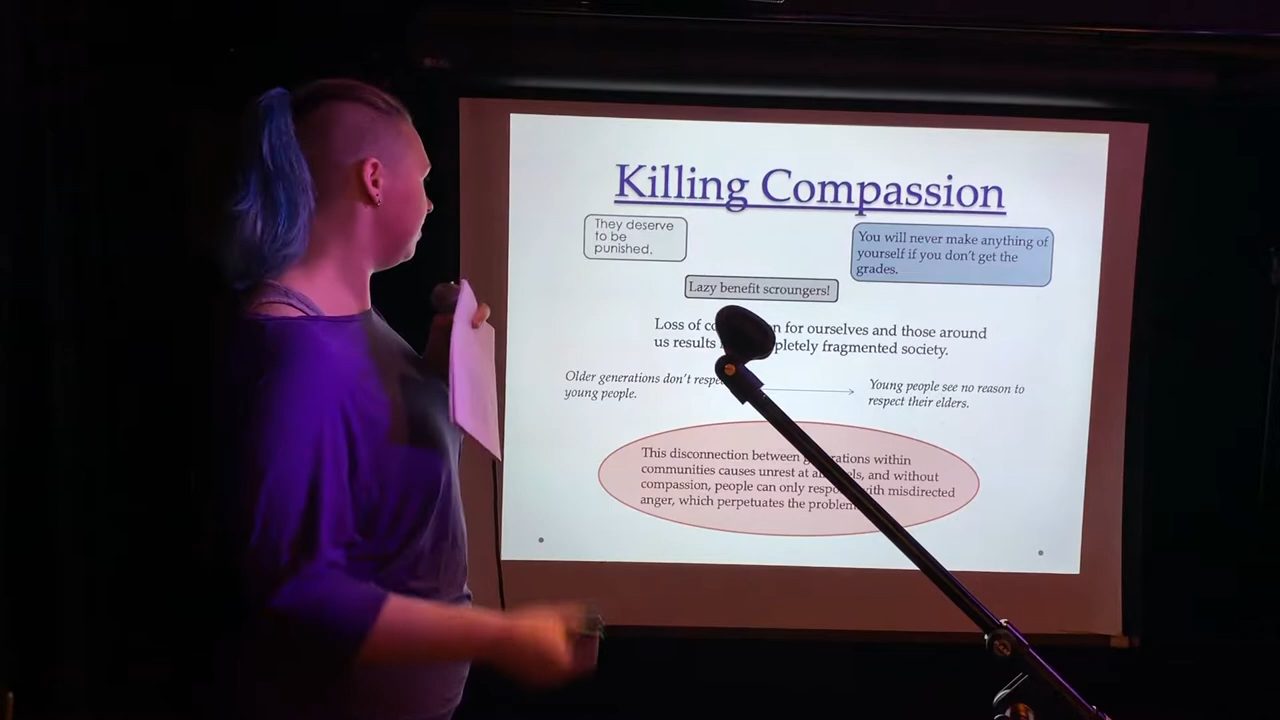 Killing Compassion
They deserve
to be
punished.
You will never make anything of
yourself if you don't get the
grades.
Lazy benefit scroungers!
Loss of for ourselves and those around
us results fragmented society.
Older generations don't
young people.
Young people see no reason to
respect their elders.
This disconnection between generations within
communities causes unrest at and without
compassion, people can only with misdirected
anger, which perpetuates the problem